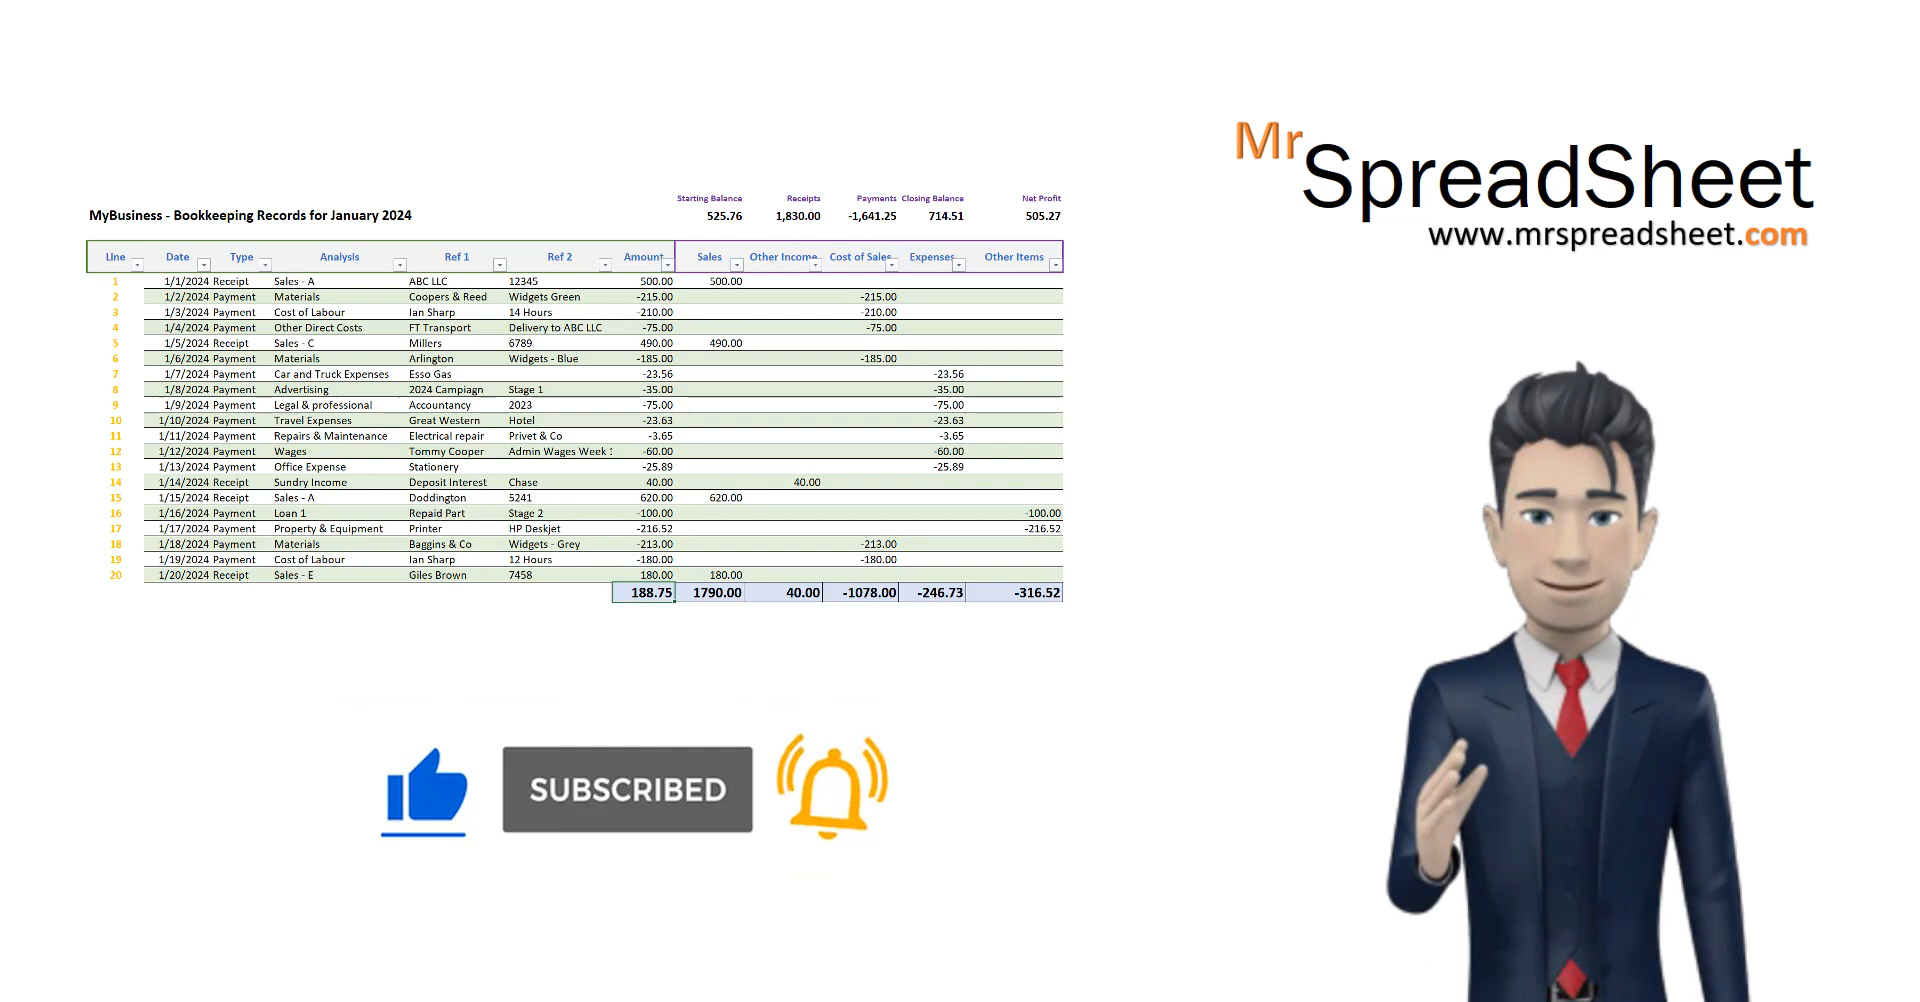 Mr
SpreadSheet
www.mrspreadsheet.com
Starting Balance Receipts Payments Closing Balance Net Profit
MyBusiness - Bookkeeping Records for January 2024 525.76 1,830.00 -1,641.25 714.51 505.27
Line Date Type Analysis Ref 1 Ref 2 Amount Sales Other Income Cost of Sales Expenses Other Items
1 1/1/2024 Receipt Sales - A ABC LLC 12345 500.00 500.00
2 1/2/2024 Payment Materials Coopers & Reed Widgets Green -215.00 -215.00
3 1/3/2024 Payment Cost of Labour Ian Sharp 14 Hours -210.00 -210.00
4 1/4/2024 Payment Other Direct Costs FT Transport Delivery to ABC LLC -75.00 -75.00
5 1/5/2024 Receipt Sales - C Millers 6789 490.00 490.00
6 1/6/2024 Payment Materials Arlington Widgets - Blue -185.00 -185.00
7 1/7/2024 Payment Car and Truck Expenses Esso Gas -23.56 -23.56
8 1/8/2024 Payment Advertising 2024 Campiagn Stage 1 -35.00 -35.00
9 1/9/2024 Payment Legal & professional Accountancy 2023 -75.00 -75.00
10 1/10/2024 Payment Travel Expenses Great Western Hotel -23.63 -23.63
11 1/11/2024 Payment Repairs & Maintenance Electrical repair Privet & Co -3.65 -3.65
12 1/12/2024 Payment Wages Tommy Cooper Admin Wages Week -60.00 -60.00
13 1/13/2024 Payment Office Expense Stationery -25.89 -25.89
14 1/14/2024 Receipt Sundry Income Deposit Interest Chase 40.00 40.00
15 1/15/2024 Receipt Sales - A Doddington 5241 620.00 620.00
16 1/16/2024 Payment Loan 1 Repaid Part Stage 2 -100.00 -100.00
17 1/17/2024 Payment Property & Equipment Printer HP Deskjet -216.52 -216.52
18 1/18/2024 Payment Materials Baggins & Co Widgets - Grey -213.00 -213.00
19 1/19/2024 Payment Cost of Labour Ian Sharp 12 Hours -180.00 -180.00
20 1/20/2024 Receipt Sales - E Giles Brown 7458 180.00 180.00
188.75 1790.00 40.00 -1078.00 -246.73 -316.52
SUBSCRIBED